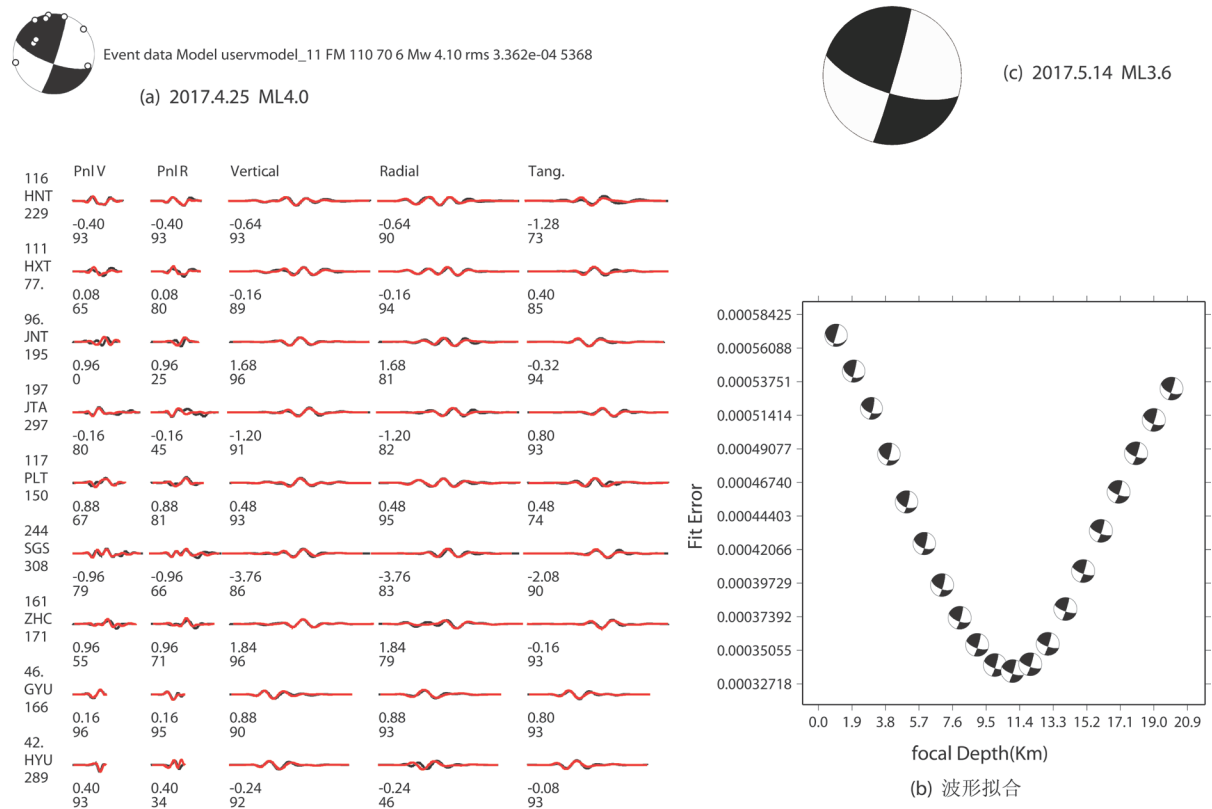 Event data Model uservmodel_11 FM 110 70 6 Mw 4.10 rms 3.362e-04 5368
(a) 2017.4.25 ML4.0
(c) 2017.5.14 ML3.6
Pnl V Pnl R Vertical Radial Tang.
116
HNT
229
-0.40 -0.40 -0.64 -0.64 -1.28
93 93 93 90 73
111
HXT
77.
0.08 0.08 -0.16 -0.16 0.40
65 80 89 94 85
96.
JNT
195
0.96 0.96 1.68 1.68 -0.32
0 25 96 81 94
197
JTA
297
-0.16 -0.16 -1.20 -1.20 0.80
80 45 91 82 93
117
PLT
150
0.88 0.88 0.48 0.48 0.48
67 81 93 95 74
244
SGS
308
-0.96 -0.96 -3.76 -3.76 -2.08
79 66 86 83 90
161
ZHC
171
0.96 0.96 1.84 1.84 -0.16
55 71 96 79 93
46.
GYU
166
0.16 0.16 0.88 0.88 0.80
96 95 90 93 93
42.
HYU
289
0.40 0.40 -0.24 -0.24 -0.08
93 34 92 46 93
Fit Error
0.00058425
0.00056088
0.00053751
0.00051414
0.00049077
0.00046740
0.00044403
0.00042066
0.00039729
0.00037392
0.00035055
0.00032718
0.0 1.9 3.8 5.7 7.6 9.5 11.4 13.3 15.2 17.1 19.0 20.9
focal Depth(Km)
(b) 波形拟合